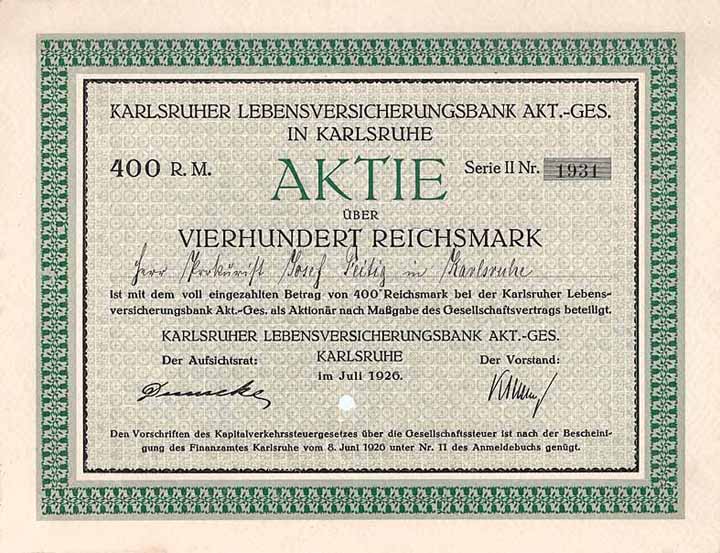 KARLSRUHER LEBENSVERSICHERUNGSBANK AKT.-GES.
IN KARLSRUHE
400 R. M. AKTIE Serie II Nr. 1931
ÜBER
VIERHUNDERT REICHSMARK
Herr Prokurist Josef in Karlsruhe
ist mit dem voll eingezahlten Betrag von 400 Reichsmark bei der Karlsruher Lebens-
versicherungsbank Akt.-Ges. als Aktionär nach Maßgabe des Gesellschaftsvertrags beteiligt.
KARLSRUHER LEBENSVERSICHERUNGSBANK AKT.-GES.
Der Aufsichtsrat: KARLSRUHE Der Vorstand:
im Juli 1926.
Den Vorschriften des Kapitalverkehrssteuergesetzes über die Gesellschaftssteuer ist nach der Bescheini-
gung des Finanzamtes Karlsruhe vom 8. Juni 1926 unter Nr. 11 des Anmeldebuchs genügt.